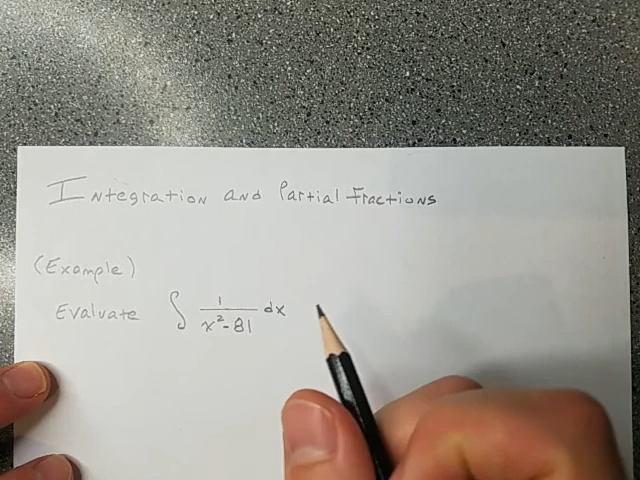 Integration and Partial Fractions
(Example)
Evaluate ∫ 1/(x²-81) dx